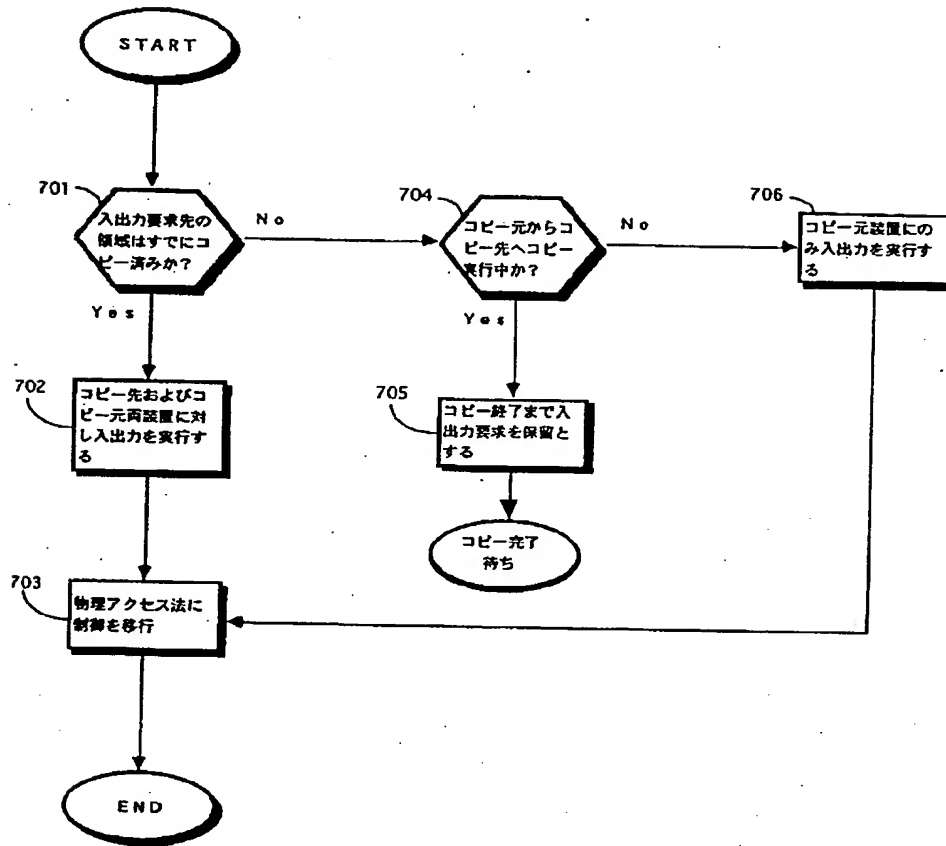 START
701
入出力要求先の
領域はすでにコ
ピー済みか?
No
704
コピー元からコ
ピー先へコピー
実行中か?
No
706
コピー元装置にの
み入出力を実行す
る
Yes
Yes
702
コピー先およびコ
ピー元両装置に対
し入出力を実行す
る
705
コピー終了まで入
出力要求を保留と
する
コピー完了
待ち
703
物理アクセス法に
制御を移行
END